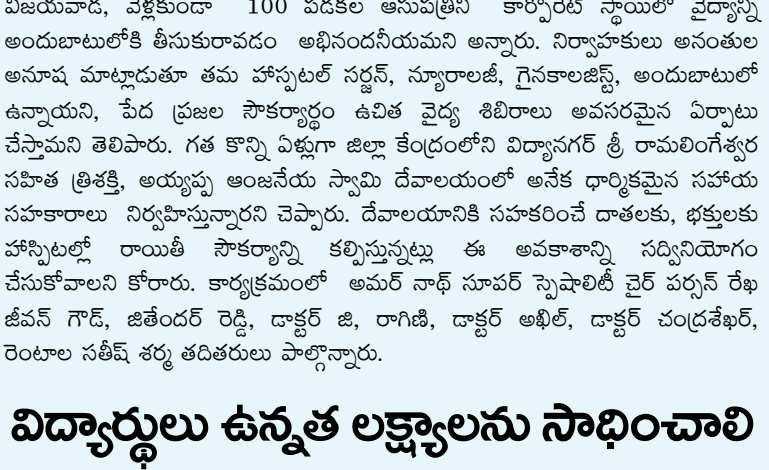 విజయవాడ, వెళ్లకుండా 100 పడకల ఆసుపత్రిని కార్పొరేట్ స్థాయిలో వైద్యాన్ని
అందుబాటులోకి తీసుకురావడం అభినందనీయమని అన్నారు. నిర్వాహకులు అనంతుల
అనూష మాట్లాడుతూ తమ హాస్పటల్ సర్జన్, న్యూరాలజీ, గైనకాలజిస్ట్, అందుబాటులో
ఉన్నాయని, పేద ప్రజల సౌకర్యార్థం ఉచిత వైద్య శిబిరాలు అవసరమైన ఏర్పాటు
చేస్తామని తెలిపారు. గత కొన్ని ఏళ్లుగా జిల్లా కేంద్రంలోని విద్యానగర్ శ్రీ రామలింగేశ్వర
సహిత త్రిశక్తి, అయ్యప్ప ఆంజనేయ స్వామి దేవాలయంలో అనేక ధార్మికమైన సహాయ
సహకారాలు నిర్వహిస్తున్నారని చెప్పారు. దేవాలయానికి సహకరించే దాతలకు, భక్తులకు
హాస్పిటల్లో రాయితీ సౌకర్యాన్ని కల్పిస్తున్నట్లు ఈ అవకాశాన్ని సద్వినియోగం
చేసుకోవాలని కోరారు. కార్యక్రమంలో అమర్ నాథ్ సూపర్ స్పెషాలిటీ చైర్ పర్సన్ రేఖ
జీవన్ గౌడ్, జితేందర్ రెడ్డి, డాక్టర్ జి, రాగిణి, డాక్టర్ అఖిల్, డాక్టర్ చంద్రశేఖర్,
రెంటాల సతీష్ శర్మ తదితరులు పాల్గొన్నారు.
విద్యార్థులు ఉన్నత లక్ష్యాలను సాధించాలి